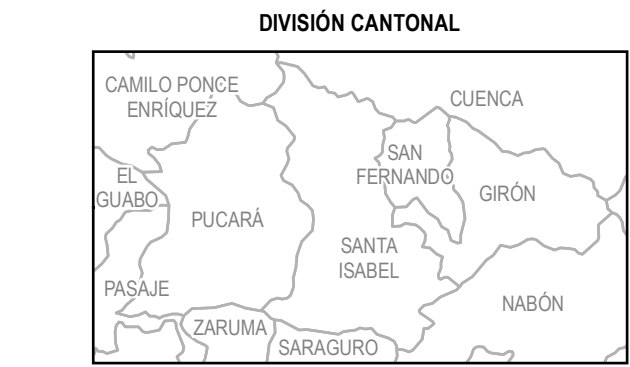 DIVISIÓN CANTONAL
CAMILO PONCE
ENRÍQUEZ
CUENCA
SAN
FERNANDO
EL
GUABO
GIRÓN
PUCARÁ
SANTA
ISABEL
PASAJE
NABÓN
ZARUMA
SARAGURO